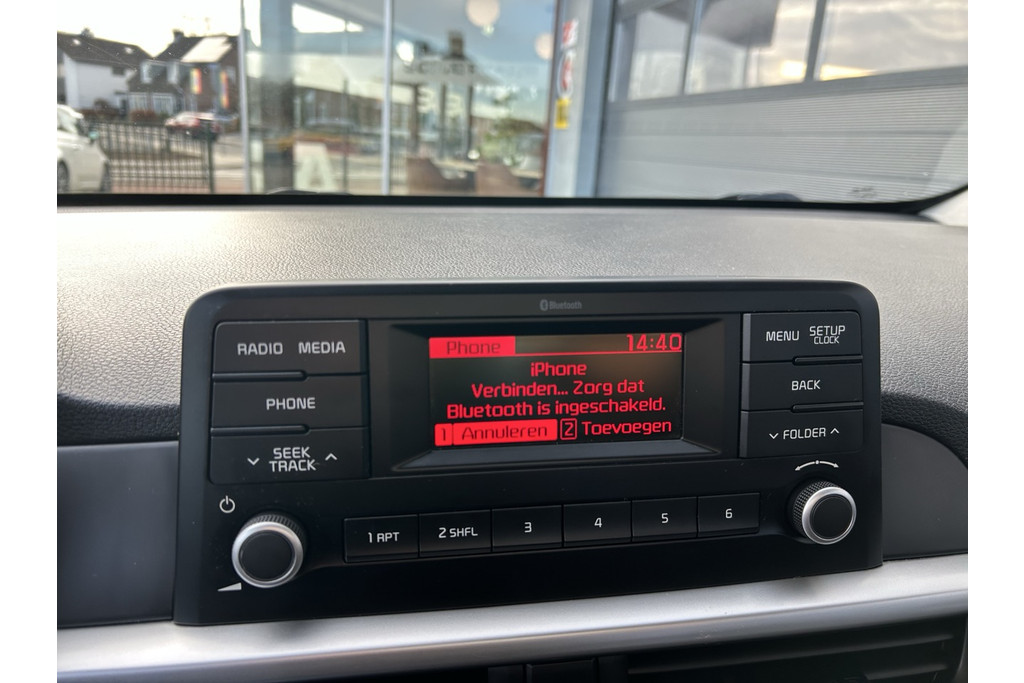 Bluetooth
RADIO MEDIA
PHONE
SEEK
TRACK
Phone 14:40
iPhone
Verbinden... Zorg dat
Bluetooth is ingeschakeld.
1 Annuleren 2 Toevoegen
MENU SETUP
CLOCK
BACK
FOLDER
1 RPT
2 SHFL
3
4
5
6